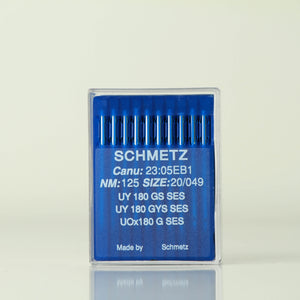 SCHMETZ
Canu: 23:05EB1
NM:125 SIZE:20/049
UY 180 GS SES
UY 180 GYS SES
UOx180 G SES
Made by Schmetz